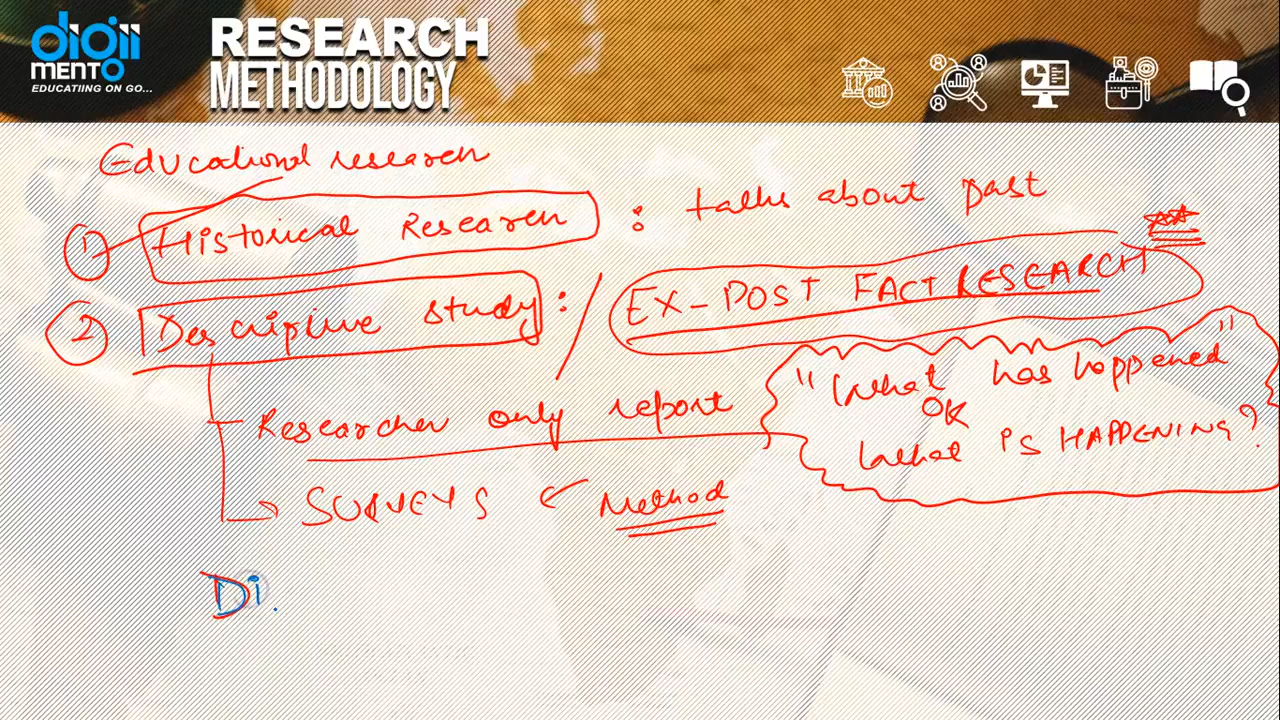 digii
MENTO
EDUCATIING ON GO...
RESEARCH
METHODOLOGY
Educational research
1 Historical Research : talks about past
2 Descriptive study : / EX-POST FACT RESEARCH
Researcher only report "What has happened"
OR
What is HAPPENING?
SURVEYS Method
Di